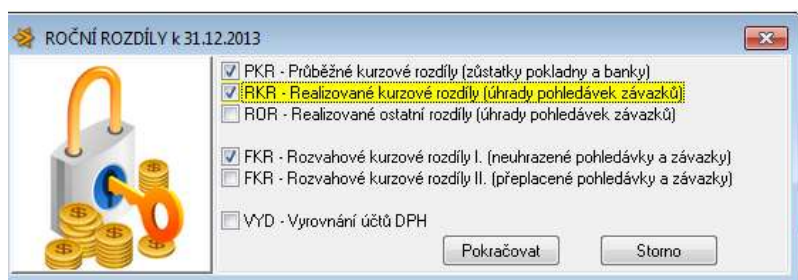 ROČNÍ ROZDÍLY k 31.12.2013
PKR - Průběžné kurzové rozdíly (zůstatky pokladny a banky)
RKR - Realizované kurzové rozdíly (úhrady pohledávek závazků)
ROR - Realizované ostatní rozdíly (úhrady pohledávek závazků)
FKR - Rozvahové kurzové rozdíly I. (neuhrazené pohledávky a závazky)
FKR - Rozvahové kurzové rozdíly II. (přeplacené pohledávky a závazky)
VYD - Vyrovnání účtů DPH
Pokračovat Storno